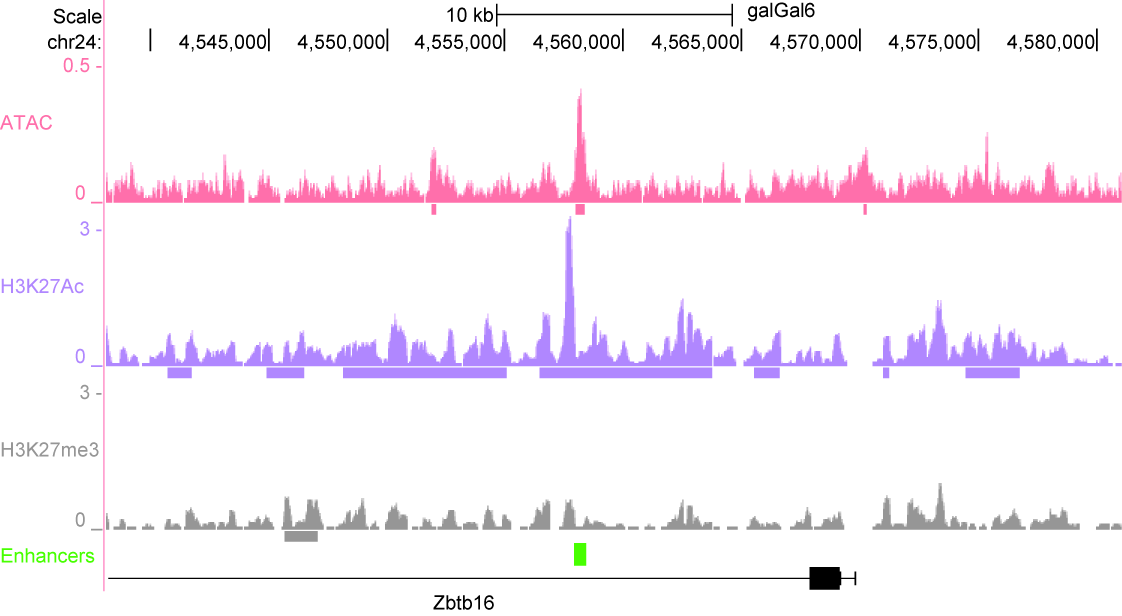 Scale 10 kb galGal6
chr24: 4,545,000 4,550,000 4,555,000 4,560,000 4,565,000 4,570,000 4,575,000 4,580,000
0.5
ATAC
0
3
H3K27Ac
0
3
H3K27me3
0
Enhancers
Zbtb16